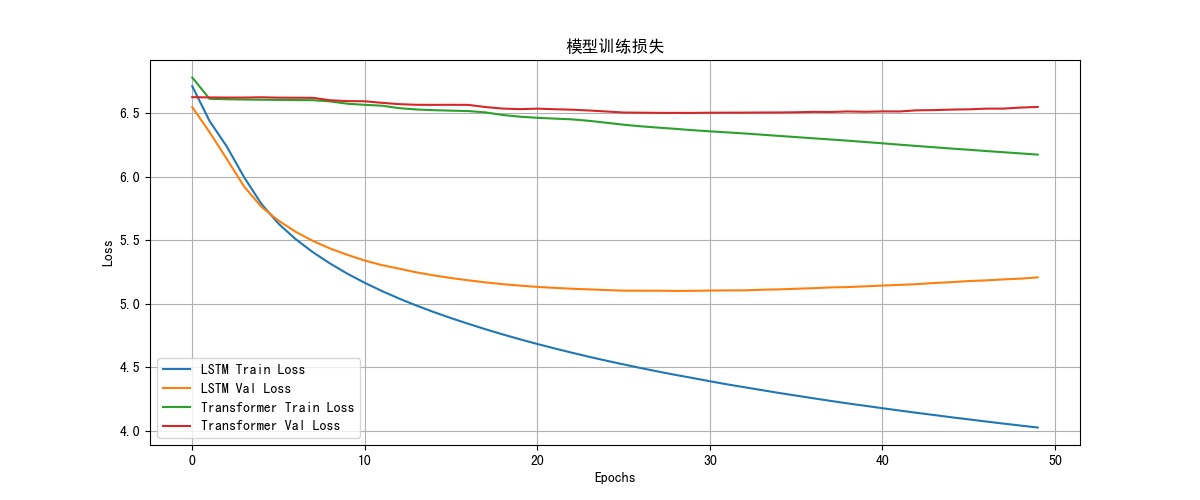 模型训练损失
Loss
6.5
6.0
5.5
5.0
4.5
4.0
LSTM Train Loss
LSTM Val Loss
Transformer Train Loss
Transformer Val Loss
0 10 20 30 40 50
Epochs